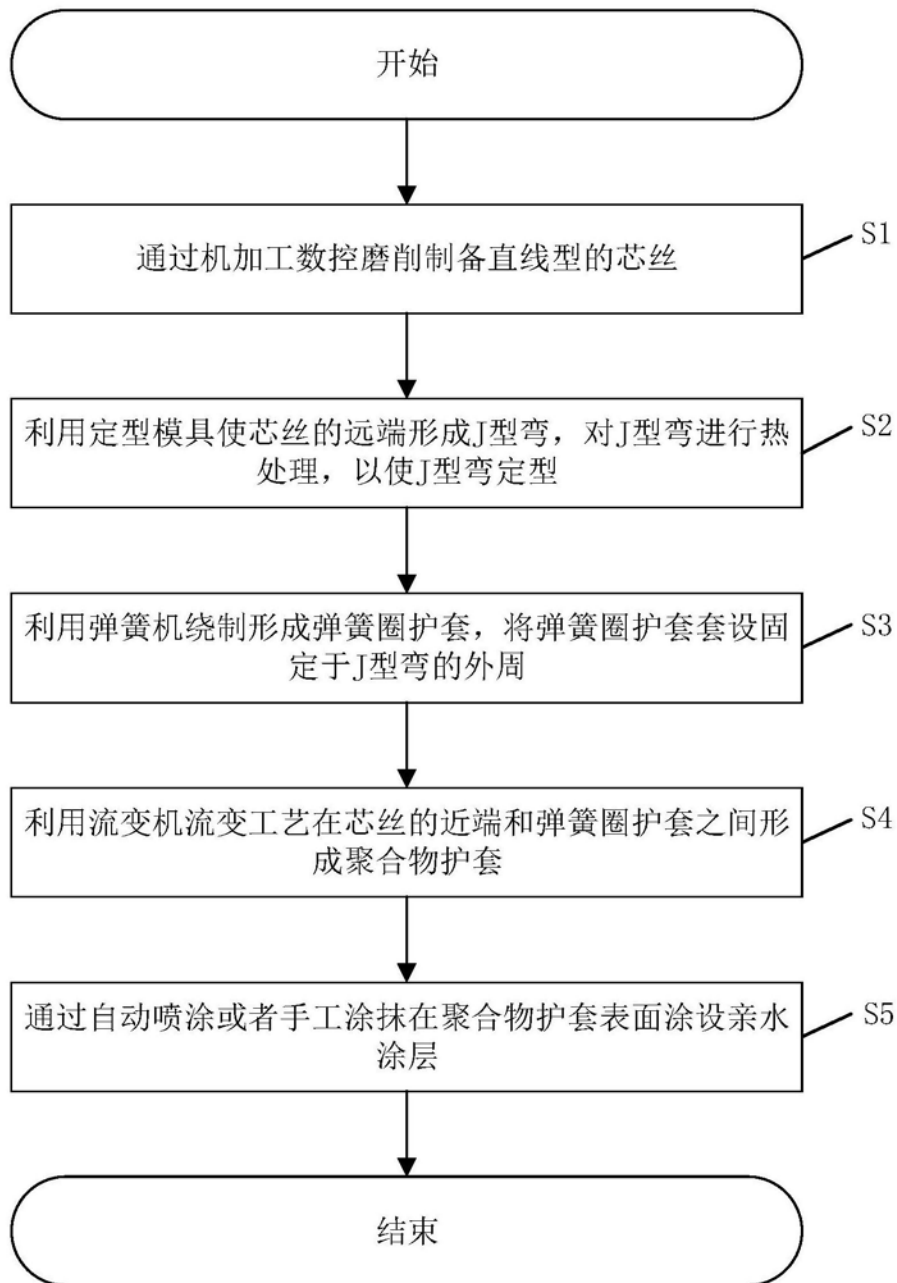 开始
通过机加工数控磨削制备直线型的芯丝
S1
利用定型模具使芯丝的远端形成J型弯，对J型弯进行热
处理，以使J型弯定型
S2
利用弹簧机绕制形成弹簧圈护套，将弹簧圈护套套设固
定于J型弯的外周
S3
利用流变机流变工艺在芯丝的近端和弹簧圈护套之间形
成聚合物护套
S4
通过自动喷涂或者手工涂抹在聚合物护套表面涂设亲水
涂层
S5
结束